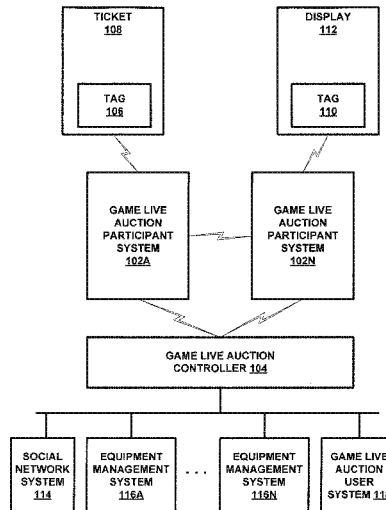 TICKET
108
DISPLAY
112
TAG
106
TAG
110
GAME LIVE
AUCTION
PARTICIPANT
SYSTEM
102A
GAME LIVE
AUCTION
PARTICIPANT
SYSTEM
102N
GAME LIVE AUCTION
CONTROLLER 104
SOCIAL
NETWORK
SYSTEM
114
EQUIPMENT
MANAGEMENT
SYSTEM
116A
. . .
EQUIPMENT
MANAGEMENT
SYSTEM
116N
GAME LIVE
AUCTION
USER
SYSTEM